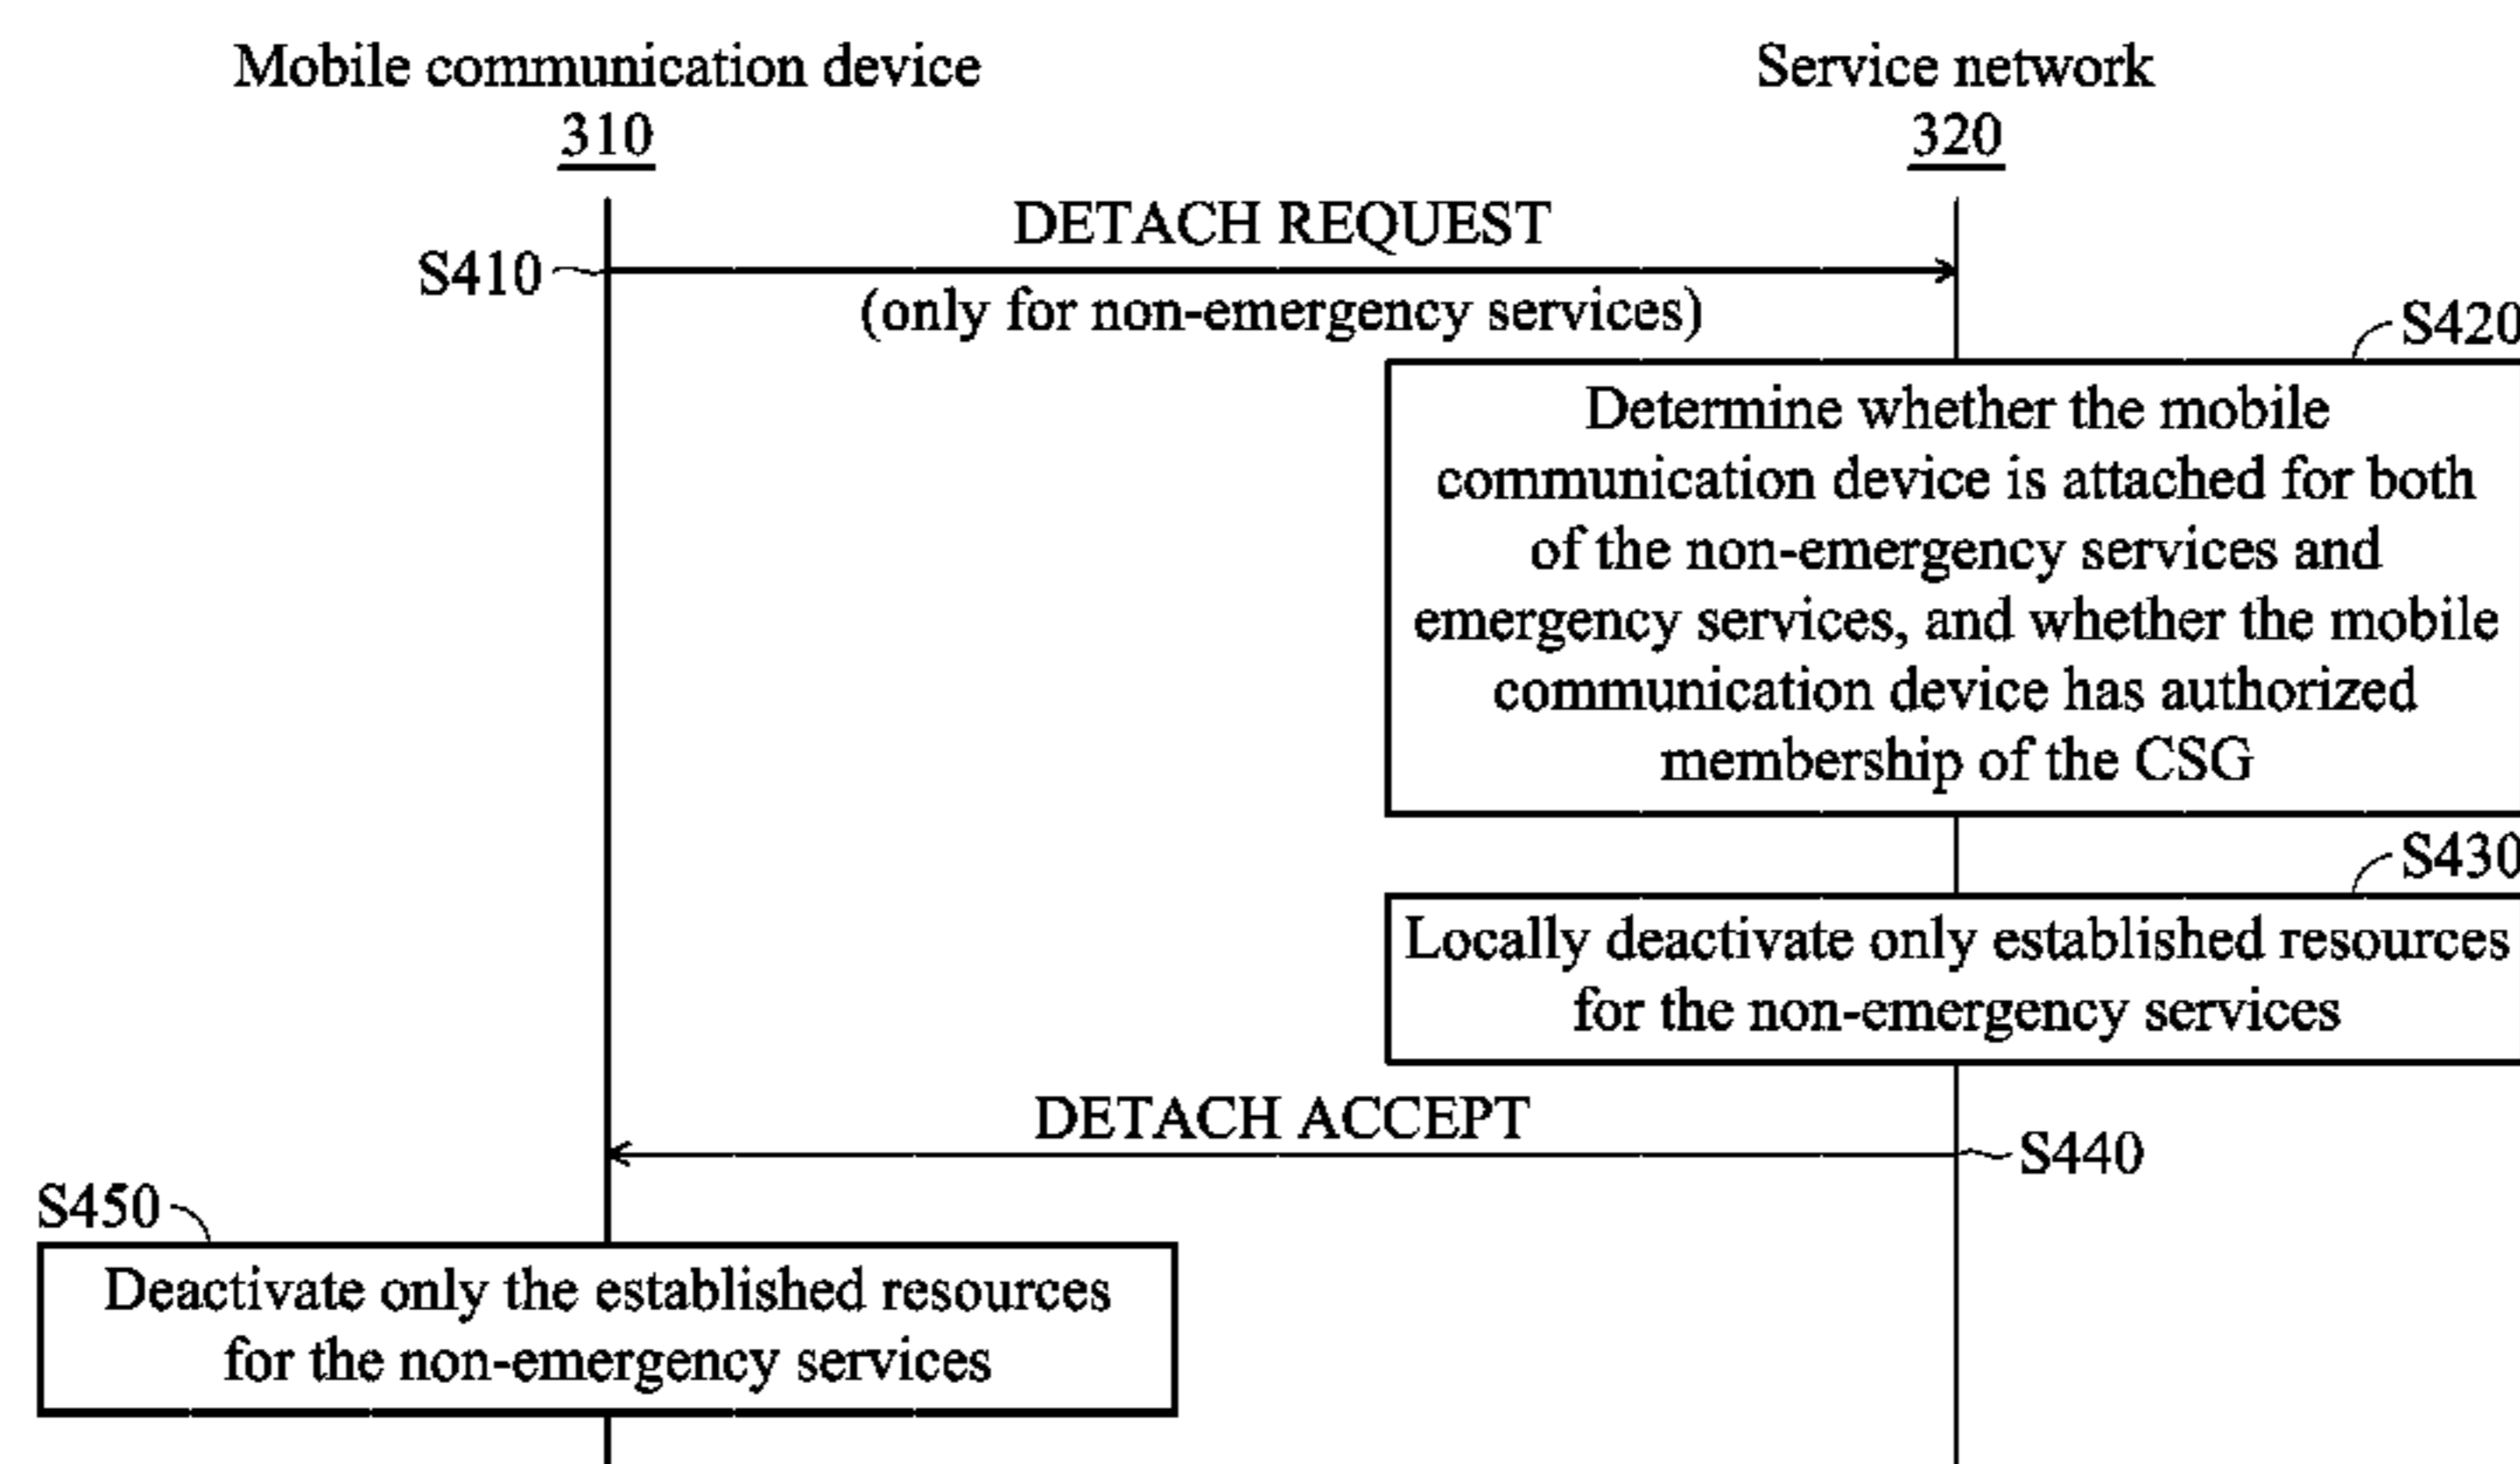 Mobile communication device
310
Service network
320
DETACH REQUEST
S410
(only for non-emergency services)
S420
Determine whether the mobile
communication device is attached for both
of the non-emergency services and
emergency services, and whether the mobile
communication device has authorized
membership of the CSG
S430
Locally deactivate only established resources
for the non-emergency services
DETACH ACCEPT
S440
S450
Deactivate only the established resources
for the non-emergency services